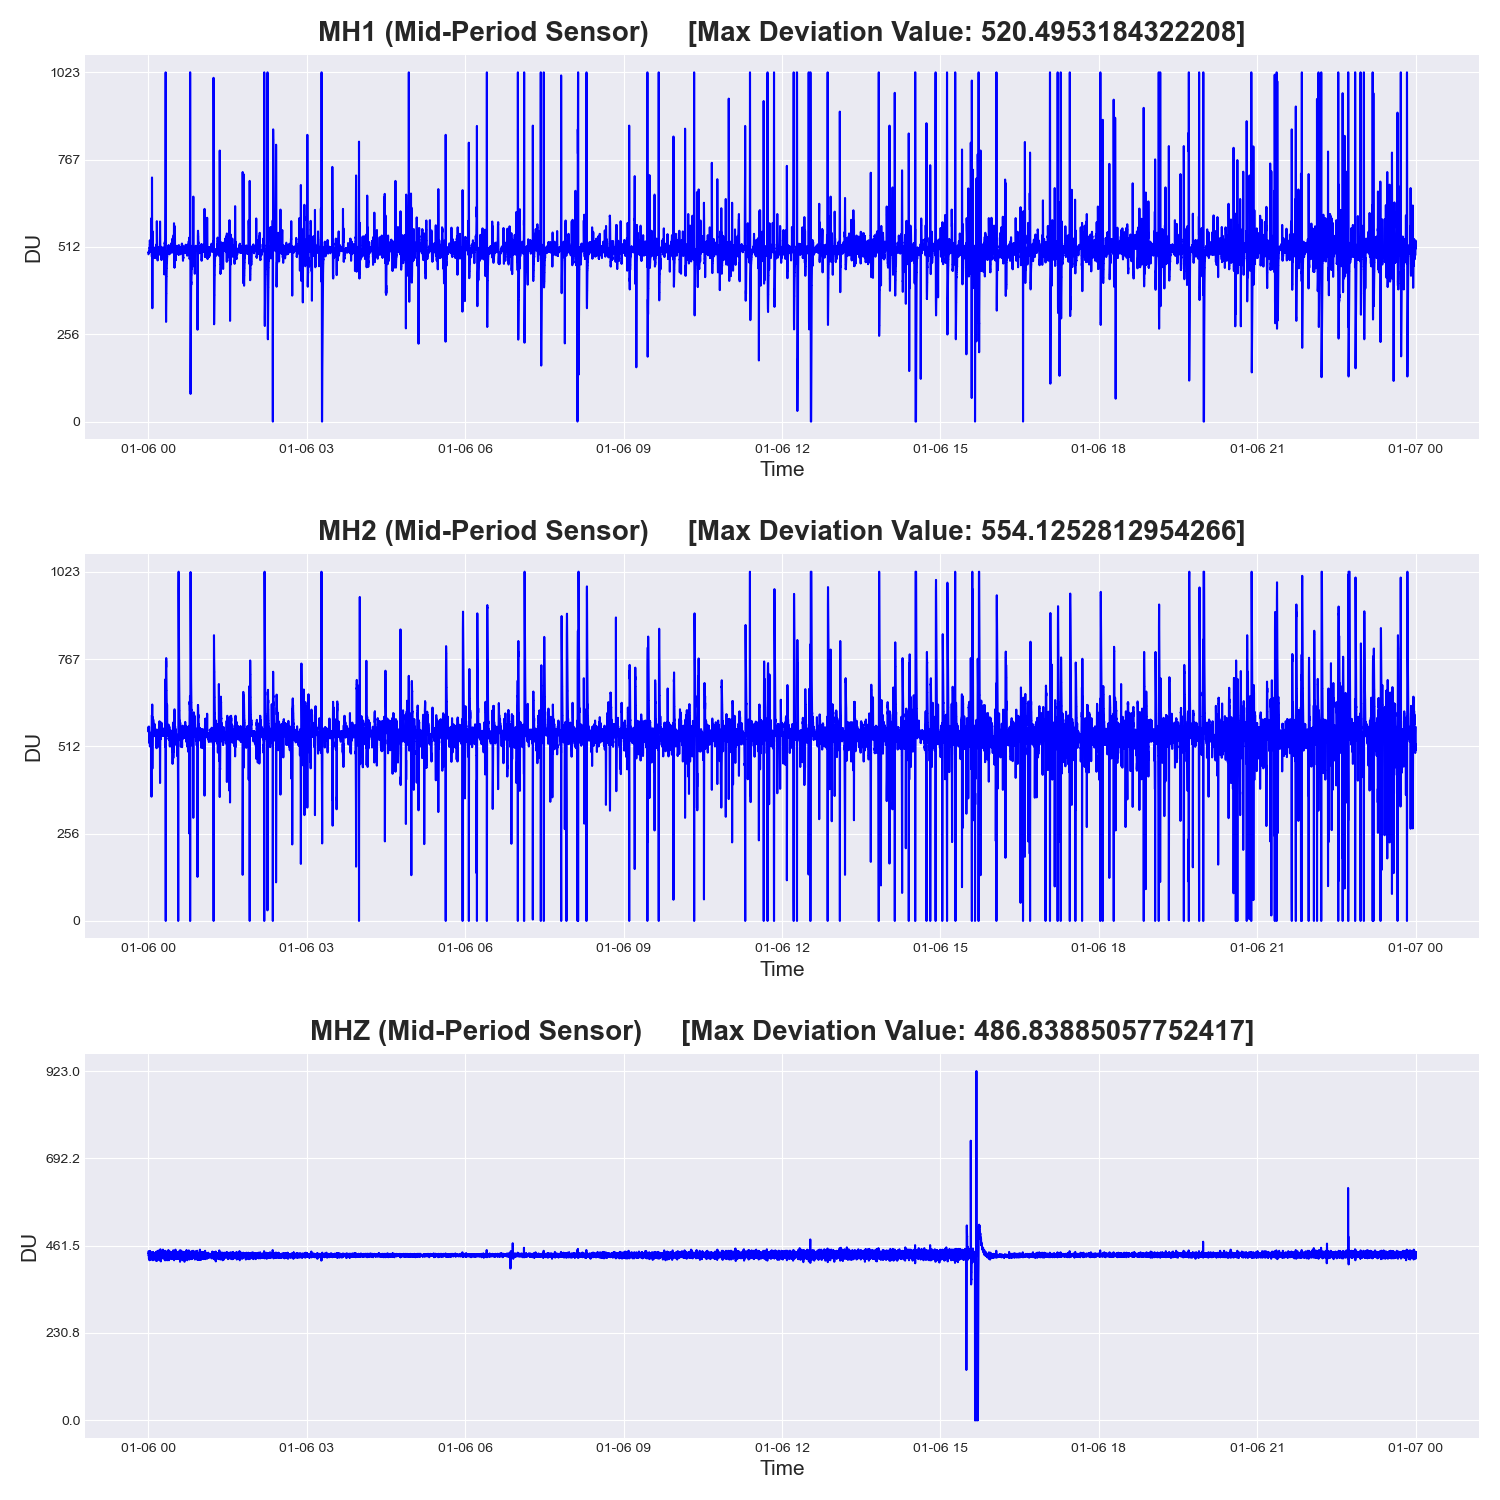 MH1 (Mid-Period Sensor) [Max Deviation Value: 520.4953184322208]
1023
767
512
256
0
DU
01-06 00 01-06 03 01-06 06 01-06 09 01-06 12 01-06 15 01-06 18 01-06 21 01-07 00
Time
MH2 (Mid-Period Sensor) [Max Deviation Value: 554.1252812954266]
1023
767
512
256
0
DU
01-06 00 01-06 03 01-06 06 01-06 09 01-06 12 01-06 15 01-06 18 01-06 21 01-07 00
Time
MHZ (Mid-Period Sensor) [Max Deviation Value: 486.83885057752417]
923.0
692.2
461.5
230.8
0.0
DU
01-06 00 01-06 03 01-06 06 01-06 09 01-06 12 01-06 15 01-06 18 01-06 21 01-07 00
Time